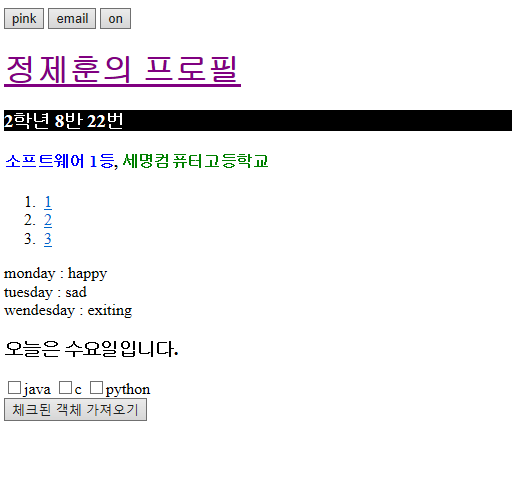 pink email on
정제훈의 프로필
2학년 8반 22번
소프트웨어 1등, 세명컴퓨터고등학교
1. 1
2. 2
3. 3
monday : happy
tuesday : sad
wendesday : exiting
오늘은 수요일입니다.
java c python
체크된 객체 가져오기